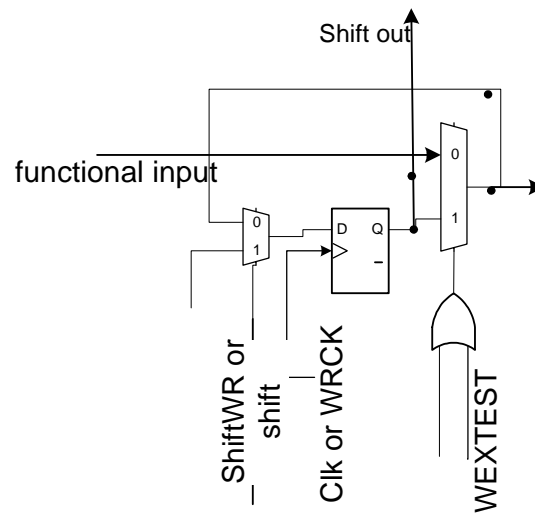 Shift out
functional input
0
1
0
1
D Q
ShiftWR or
shift
Clk or WRCK
WEXTEST